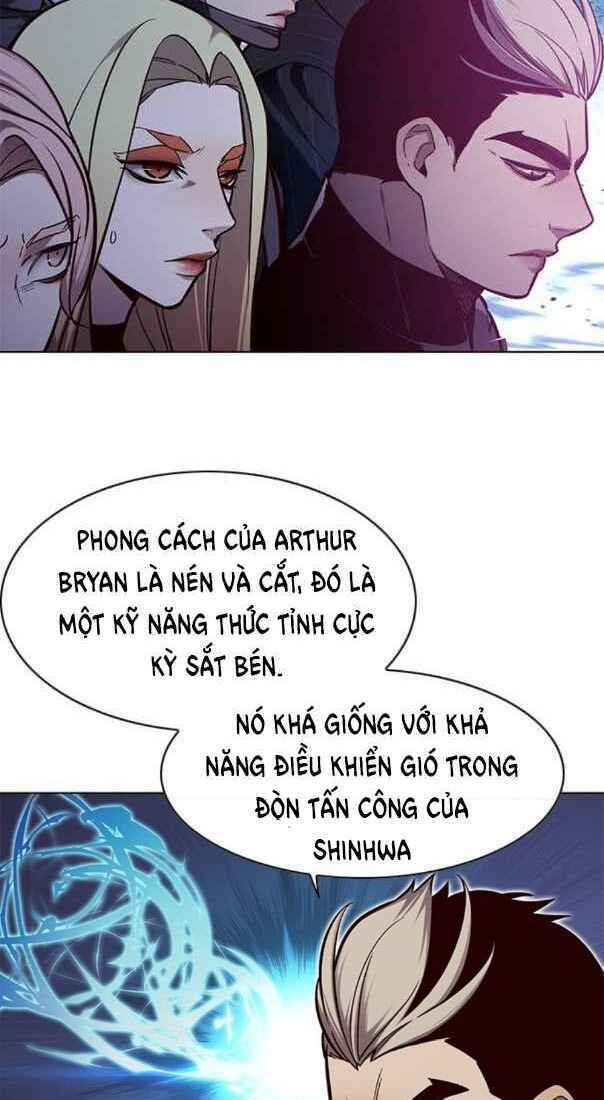 PHONG CÁCH CỦA ARTHUR
BRYAN LÀ NÉN VÀ CẮT, ĐÓ LÀ
MỘT KỸ NĂNG THỨC TỈNH CỰC
KỲ SẮT BÉN.
NÓ KHÁ GIỐNG VỚI KHẢ
NĂNG ĐIỀU KHIỂN GIÓ TRONG
ĐÒN TẤN CÔNG CỦA
SHINHWA